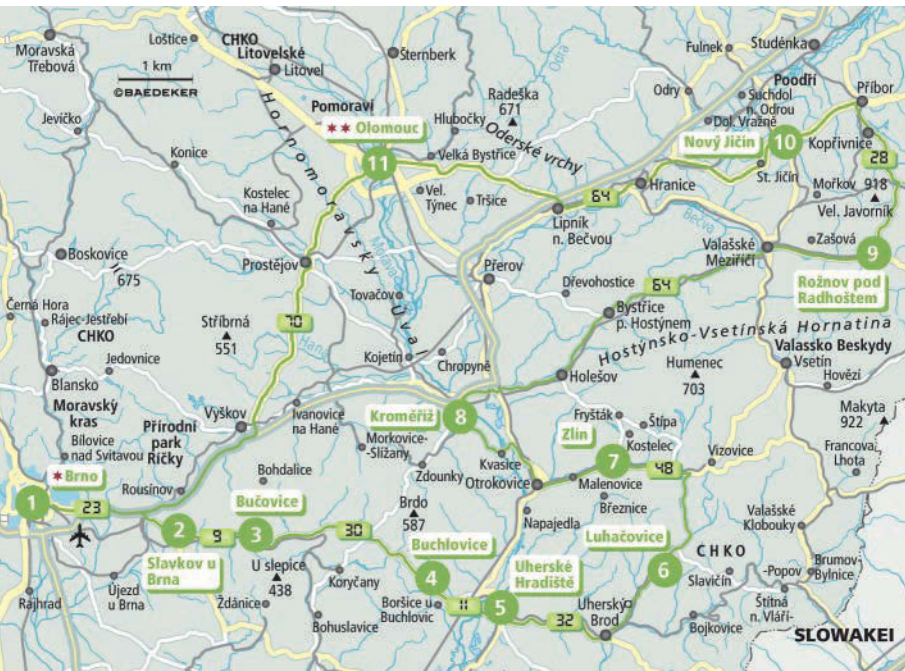 Moravská
Třebová
Loštice
CHKO
Litovelské
Litovel
Šternberk
1 km
©BAEDEKER
Pomoraví
Jevíčko
Hlubočky
Radeška
671
Odra
Fulnek
Studénka
Odry
Suchdol
n. Odrou
Poodří
Příbor
Dol. Vražné
Nový Jičín
10
Kopřivnice
28
** Olomouc
11
Velká Bystřice
Oderské vrchy
Konice
Hornomoravský Úval
Kostelec
na Hané
Vel.
Týnec
Tršice
64
Hranice
St. Jičín
Mořkov
918
Vel. Javorník
Lipník
n. Bečvou
Bečva
Valašské
Meziříčí
Zašová
9
Rožnov pod
Radhoštěm
Boskovice
675
Prostějov
Morava
Přerov
Dřevohostice
64
Tovačov
Bystřice
p. Hostýnem
Černá Hora
Rájec-Jestřebí
CHKO
Stříbrná
551
70
Haná
Kojetín
Chropyně
Hostýnsko-Vsetínská Hornatina
Valassko Beskydy
Jedovnice
Blansko
Holešov
Humenec
703
Vsetín
Hovězí
Moravský
kras
Přírodní
park
Říčky
Vyškov
Ivanovice
na Hané
Kroměříž
8
Fryšták
Štípa
Makyta
922
Bílovice
nad Svitavou
Morkovice-
-Slížany
Zdounky
Kvasice
Zlín
Kostelec
7
48
Vizovice
Francova
Lhota
* Brno
1
23
Rousínov
Bohdalice
Bučovice
Otrokovice
Malenovice
Březnice
Brdo
587
Napajedla
Valašské
Klobouky
2
9
3
30
Slavkov u
Brna
Buchlovice
4
Luhačovice
Uherské
Hradiště
CHKO
6
Brumov-
Bylnice
-Popov
Slavičín
U slepice
438
Koryčany
Újezd
u Brna
Ždánice
Boršice u
Buchlovic
11
5
32
Uherský
Brod
Štítná
n. Vláří-
Rajhrad
Bohuslavice
Bojkovice
SLOWAKEI